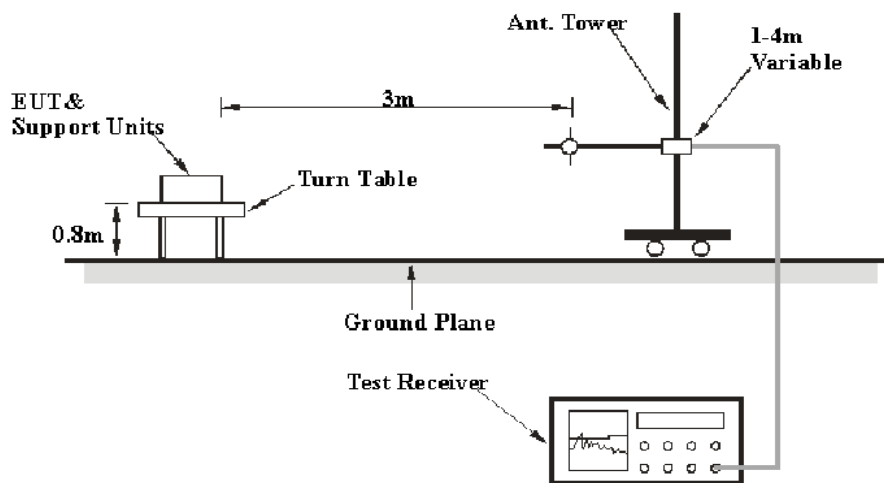 Ant. Tower
1-4m
Variable
3m
EUT &
Support Units
Turn Table
0.8m
Ground Plane
Test Receiver